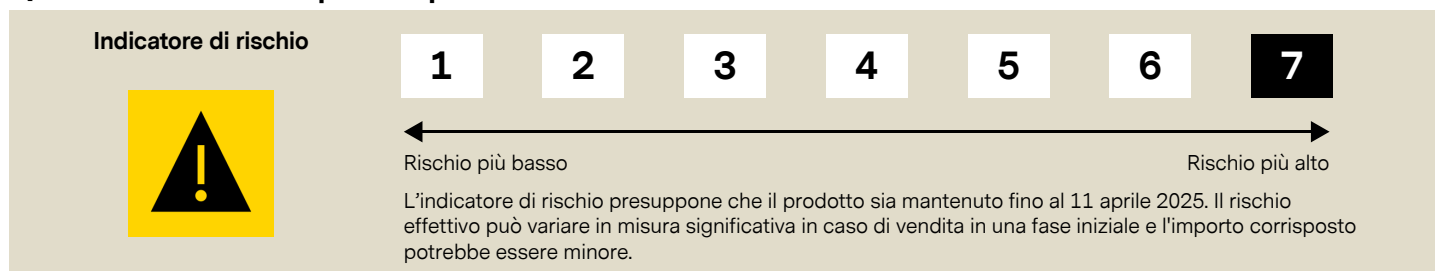 Indicatore di rischio
1 2 3 4 5 6 7
Rischio più basso Rischio più alto
L'indicatore di rischio presuppone che il prodotto sia mantenuto fino al 11 aprile 2025. Il rischio
effettivo può variare in misura significativa in caso di vendita in una fase iniziale e l'importo corrisposto
potrebbe essere minore.